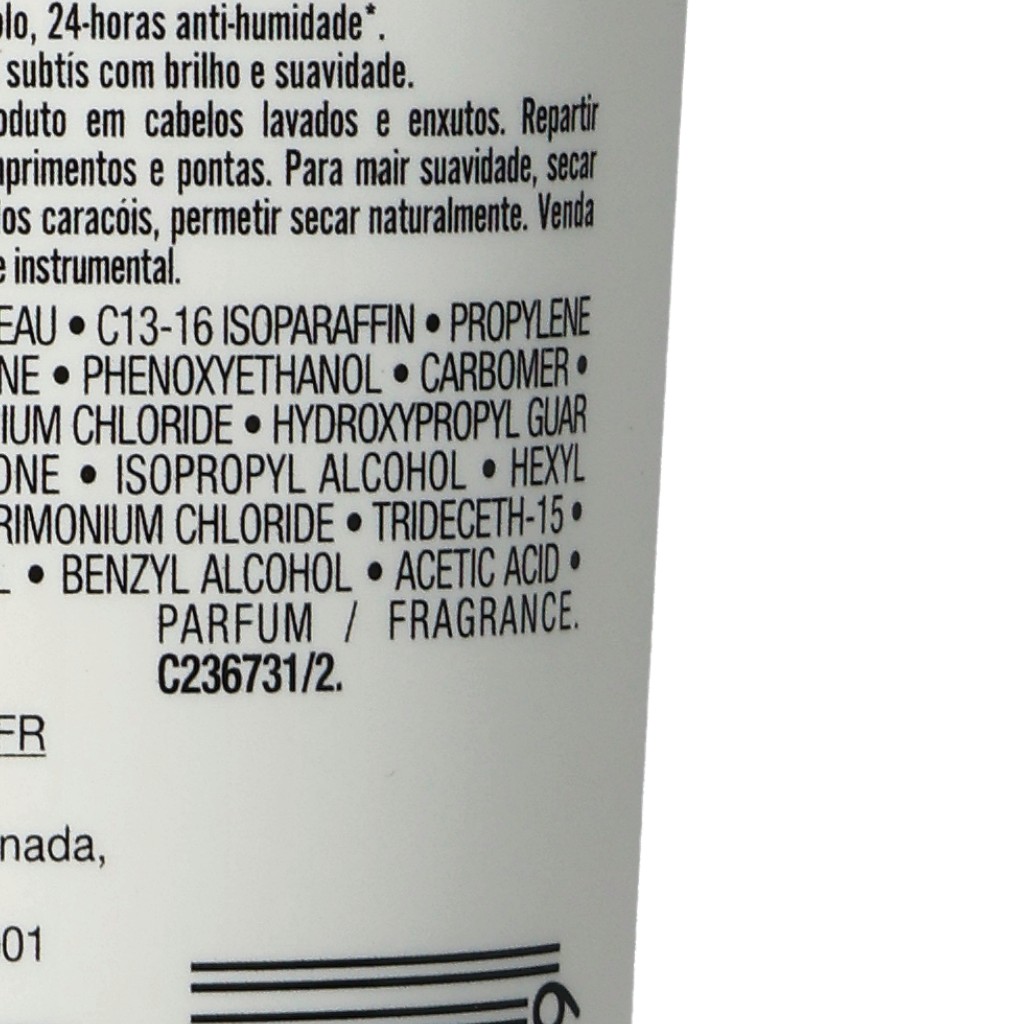 olo, 24-horas anti-humidade*.
subtís com brilho e suavidade.
oduto em cabelos lavados e enxutos. Repartir
mprimentos e pontas. Para mair suavidade, secar
los caracóis, permetir secar naturalmente. Venda
e instrumental.
EAU • C13-16 ISOPARAFFIN • PROPYLENE
NE • PHENOXYETHANOL • CARBOMER •
IUM CHLORIDE • HYDROXYPROPYL GUAR
ONE • ISOPROPYL ALCOHOL • HEXYL
RIMONIUM CHLORIDE • TRIDECETH-15 •
L • BENZYL ALCOHOL • ACETIC ACID •
PARFUM / FRAGRANCE.
C236731/2.
FR
nada,
01
6